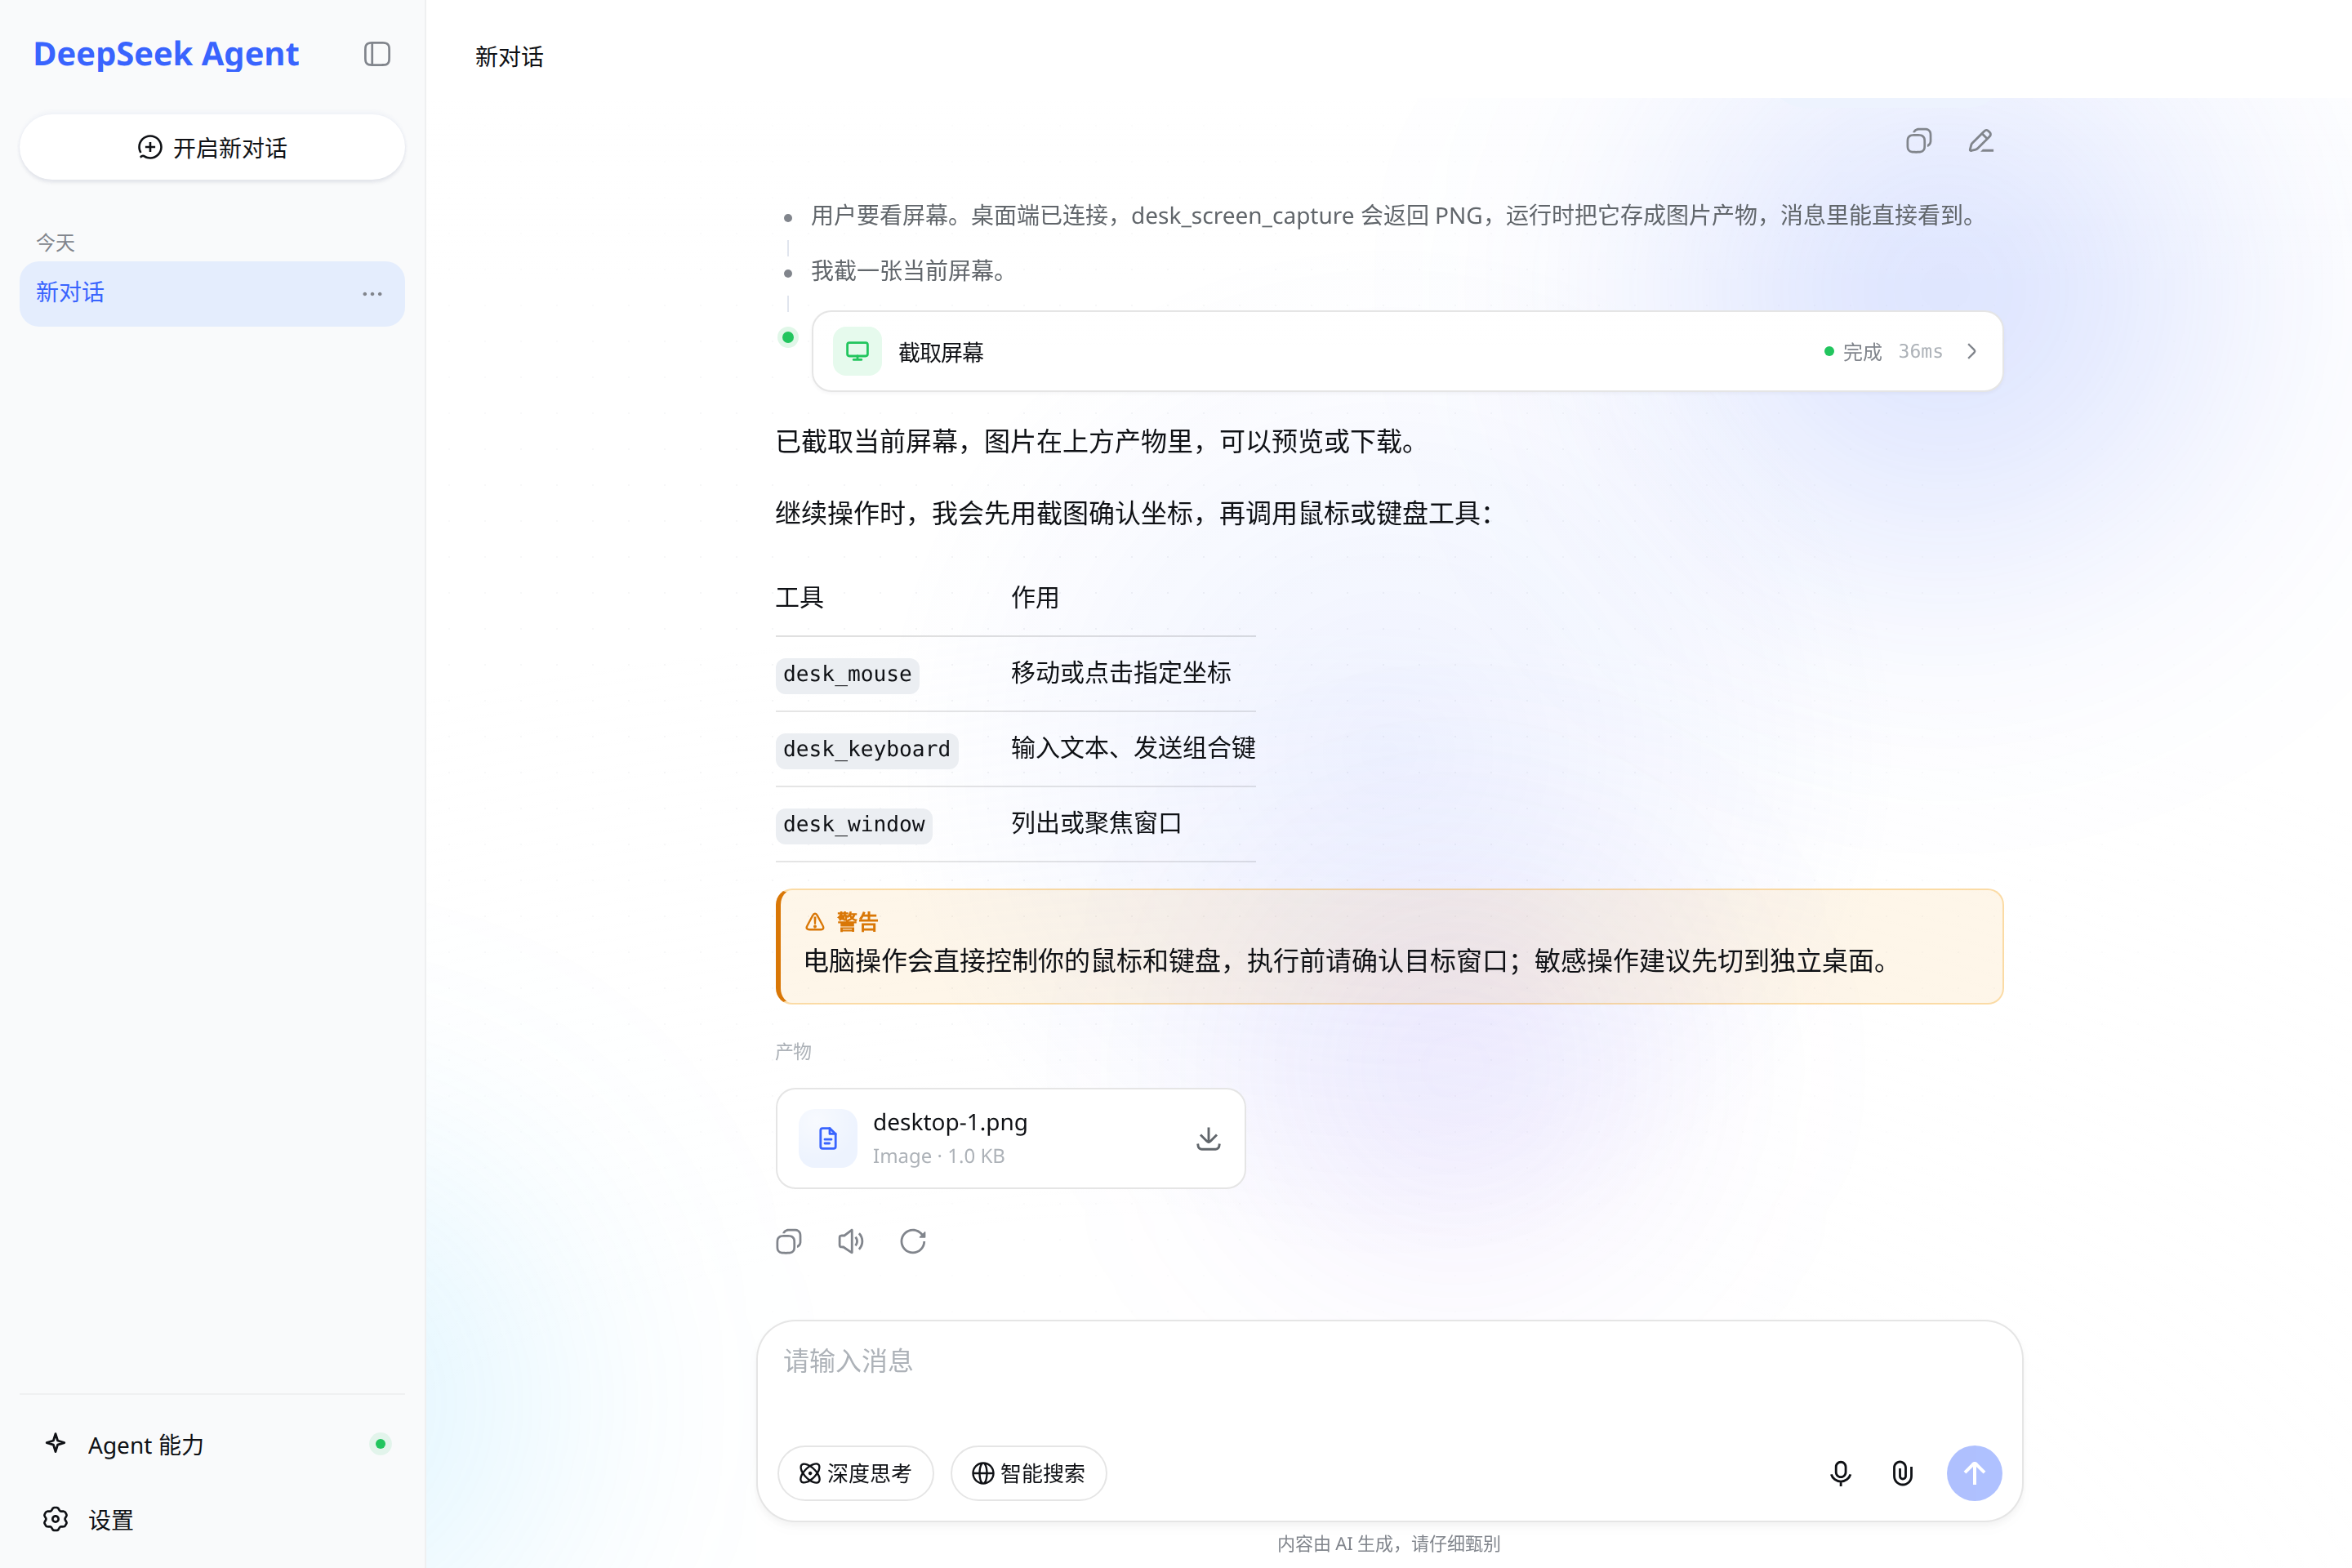 DeepSeek Agent
开启新对话
今天
新对话
Agent 能力
设置
新对话
用户要看屏幕。桌面端已连接，desk_screen_capture 会返回 PNG，运行时把它存成图片产物，消息里能直接看到。
我截一张当前屏幕。
截取屏幕 完成 36ms
已截取当前屏幕，图片在上方产物里，可以预览或下载。
继续操作时，我会先用截图确认坐标，再调用鼠标或键盘工具：
工具 作用
desk_mouse 移动或点击指定坐标
desk_keyboard 输入文本、发送组合键
desk_window 列出或聚焦窗口
警告
电脑操作会直接控制你的鼠标和键盘，执行前请确认目标窗口；敏感操作建议先切到独立桌面。
产物
desktop-1.png
Image · 1.0 KB
请输入消息
深度思考 智能搜索
内容由 AI 生成，请仔细甄别